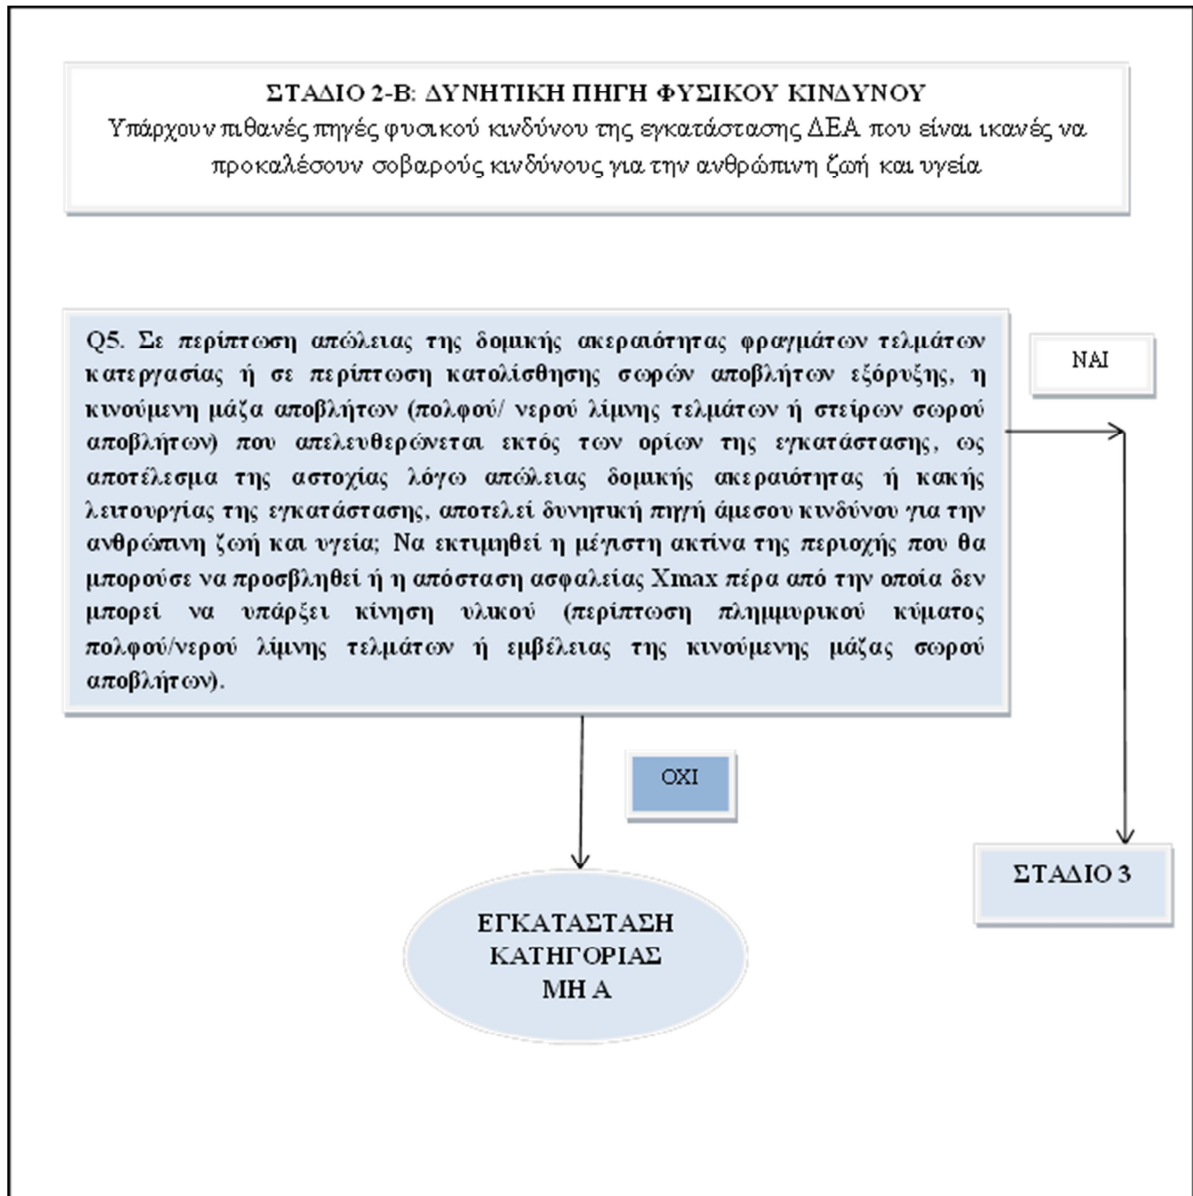 ΣΤΑΔΙΟ 2-Β: ΔΥΝΗΤΙΚΗ ΠΗΓΗ ΦΥΣΙΚΟΥ ΚΙΝΔΥΝΟΥ
Υπάρχουν πιθανές πηγές φυσικού κινδύνου της εγκατάστασης ΔΕΑ που είναι ικανές να
προκαλέσουν σοβαρούς κινδύνους για την ανθρώπινη ζωή και υγεία
Q5. Σε περίπτωση απώλειας της δομικής ακεραιότητας φραγμάτων τελμάτων
κατεργασίας ή σε περίπτωση κατολίσθησης σωρών αποβλήτων εξόρυξης, η
κινούμενη μάζα αποβλήτων (πολφού/ νερού λίμνης τελμάτων ή στείρων σωρού
αποβλήτων) που απελευθερώνεται εκτός των ορίων της εγκατάστασης, ως
αποτέλεσμα της αστοχίας λόγω απώλειας δομικής ακεραιότητας ή κακής
λειτουργίας της εγκατάστασης, αποτελεί δυνητική πηγή άμεσου κινδύνου για την
ανθρώπινη ζωή και υγεία; Να εκτιμηθεί η μέγιστη ακτίνα της περιοχής που θα
μπορούσε να προσβληθεί ή η απόσταση ασφαλείας Xmax πέρα από την οποία δεν
μπορεί να υπάρξει κίνηση υλικού (περίπτωση πλημμυρικού κύματος
πολφού/νερού λίμνης τελμάτων ή εμβέλειας της κινούμενης μάζας σωρού
αποβλήτων).
ΝΑΙ
ΟΧΙ
ΣΤΑΔΙΟ 3
ΕΓΚΑΤΑΣΤΑΣΗ
ΚΑΤΗΓΟΡΙΑΣ
ΜΗ Α